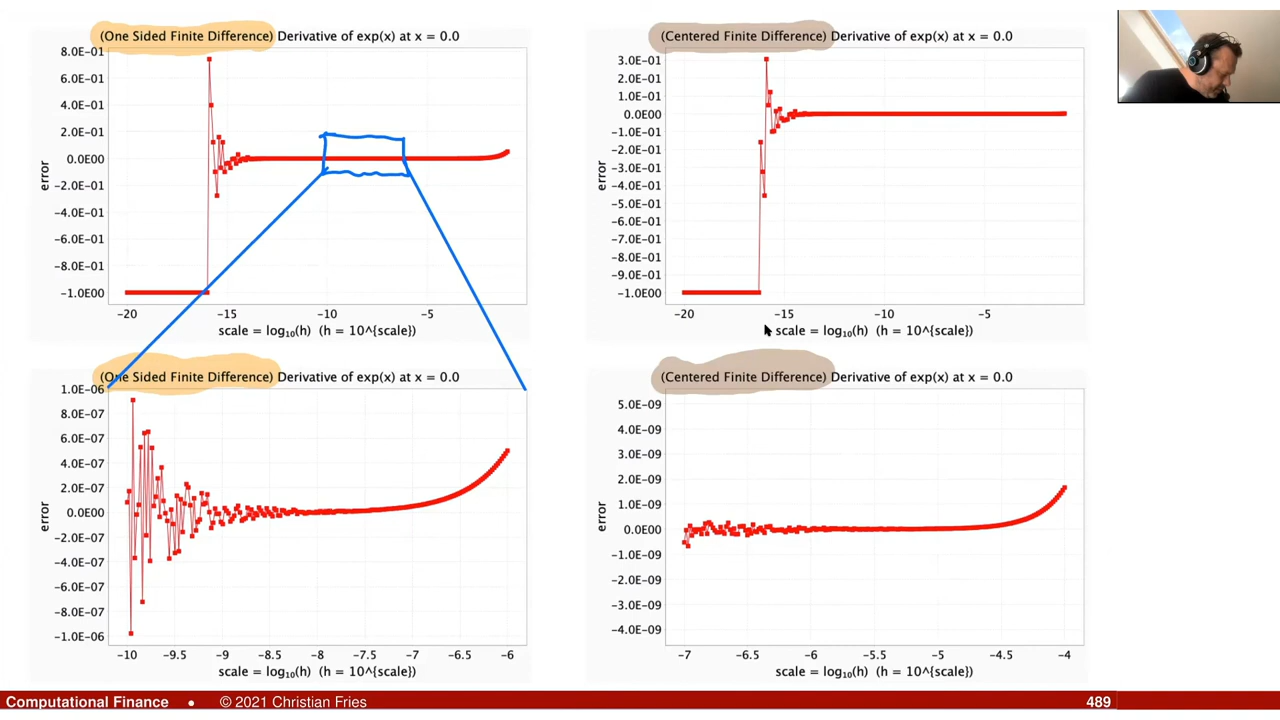 (One Sided Finite Difference) Derivative of exp(x) at x = 0.0
8.0E-01
6.0E-01
4.0E-01
2.0E-01
0.0E00
-2.0E-01
-4.0E-01
-6.0E-01
-8.0E-01
-1.0E00
error
-20 -15 -10 -5
scale = log₁₀(h) (h = 10^{scale})
(Centered Finite Difference) Derivative of exp(x) at x = 0.0
3.0E-01
2.0E-01
1.0E-01
0.0E00
-1.0E-01
-2.0E-01
-3.0E-01
-4.0E-01
-5.0E-01
-6.0E-01
-7.0E-01
-8.0E-01
-9.0E-01
-1.0E00
error
-20 -15 -10 -5
scale = log₁₀(h) (h = 10^{scale})
(One Sided Finite Difference) Derivative of exp(x) at x = 0.0
1.0E-06
8.0E-07
6.0E-07
4.0E-07
2.0E-07
0.0E00
-2.0E-07
-4.0E-07
-6.0E-07
-8.0E-07
-1.0E-06
error
-10 -9.5 -9 -8.5 -8 -7.5 -7 -6.5 -6
scale = log₁₀(h) (h = 10^{scale})
(Centered Finite Difference) Derivative of exp(x) at x = 0.0
5.0E-09
4.0E-09
3.0E-09
2.0E-09
1.0E-09
0.0E00
-1.0E-09
-2.0E-09
-3.0E-09
-4.0E-09
error
-7 -6.5 -6 -5.5 -5 -4.5 -4
scale = log₁₀(h) (h = 10^{scale})
Computational Finance • © 2021 Christian Fries 489